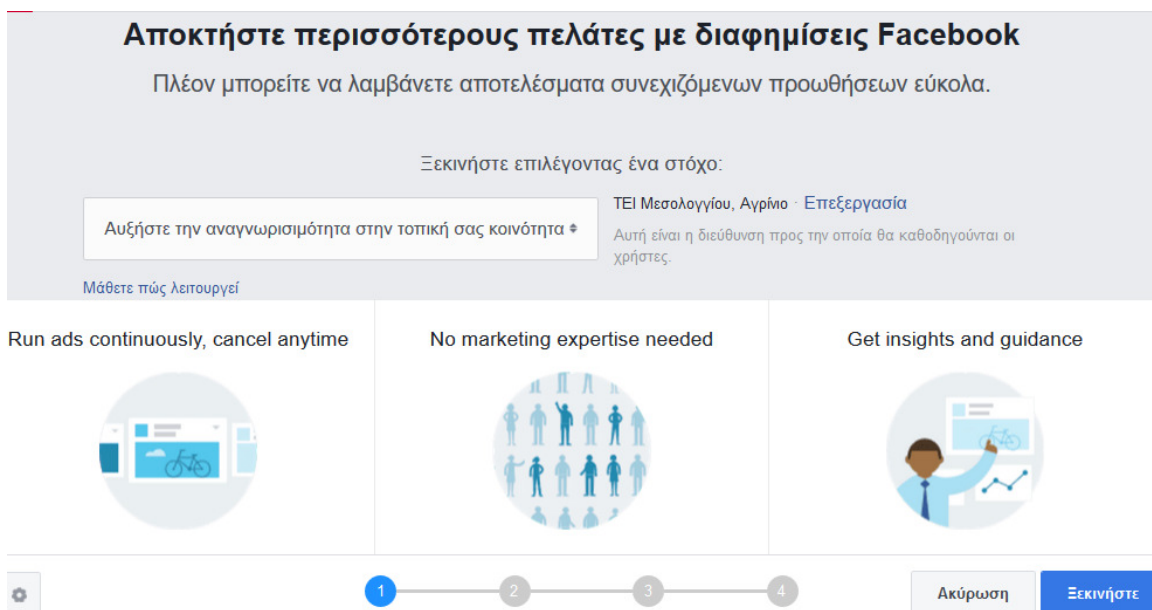 Αποκτήστε περισσότερους πελάτες με διαφημίσεις Facebook
Πλέον μπορείτε να λαμβάνετε αποτελέσματα συνεχιζόμενων προωθήσεων εύκολα.
Ξεκινήστε επιλέγοντας ένα στόχο:
Αυξήστε την αναγνωρισιμότητα στην τοπική σας κοινότητα
ΤΕΙ Μεσολογγίου, Αγρίνιο · Επεξεργασία
Αυτή είναι η διεύθυνση προς την οποία θα καθοδηγούνται οι
χρήστες.
Μάθετε πώς λειτουργεί
Run ads continuously, cancel anytime
No marketing expertise needed
Get insights and guidance
1 2 3 4
Ακύρωση
Ξεκινήστε